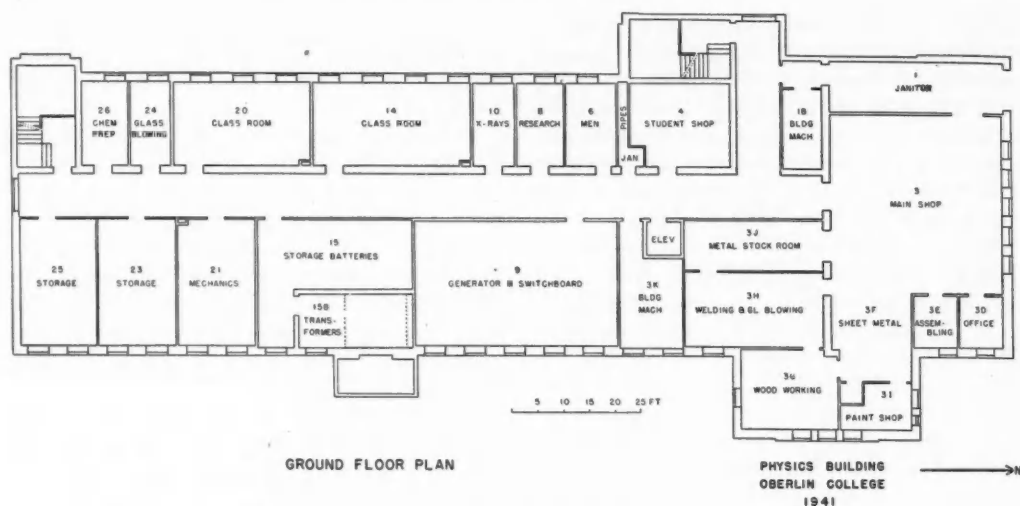 1
JANITOR
26
CHEM
PREP
24
GLASS
BLOWING
20
CLASS ROOM
14
CLASS ROOM
10
X-RAYS
8
RESEARCH
6
MEN
PIPES
JAN
4
STUDENT SHOP
1B
BLDG
MACH
3
MAIN SHOP
25
STORAGE
23
STORAGE
21
MECHANICS
15
STORAGE BATTERIES
15B
TRANS-
FORMERS
9
GENERATOR & SWITCHBOARD
ELEV
3K
BLDG
MACH
3J
METAL STOCK ROOM
3H
WELDING & GL BLOWING
3F
SHEET METAL
3E
ASSEM-
BLING
3D
OFFICE
3G
WOOD WORKING
3I
PAINT SHOP
5 10 15 20 25 FT
GROUND FLOOR PLAN
PHYSICS BUILDING
OBERLIN COLLEGE
1941
N